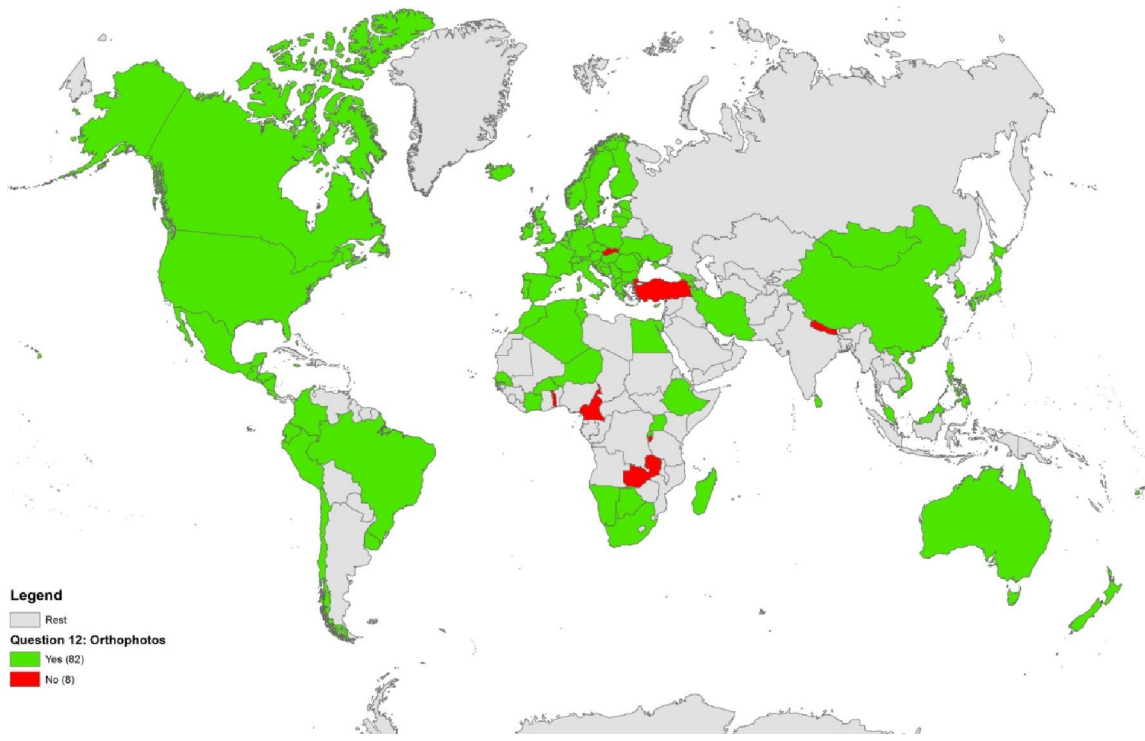 Legend
Rest
Question 12: Orthophotos
Yes (82)
No (8)